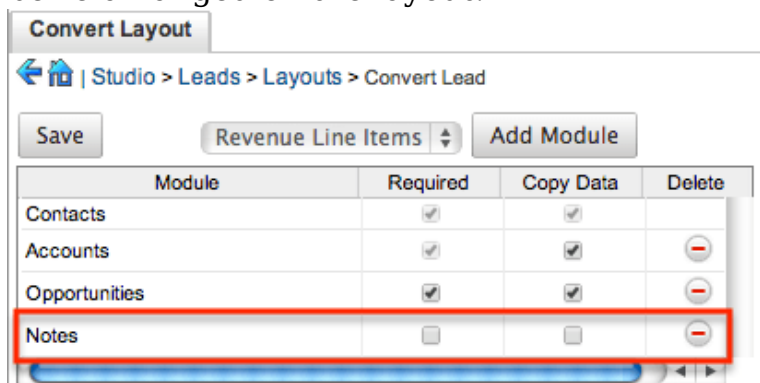 Convert Layout
| Studio > Leads > Layouts > Convert Lead
Save Revenue Line Items Add Module
Module Required Copy Data Delete
Contacts
Accounts
Opportunities
Notes